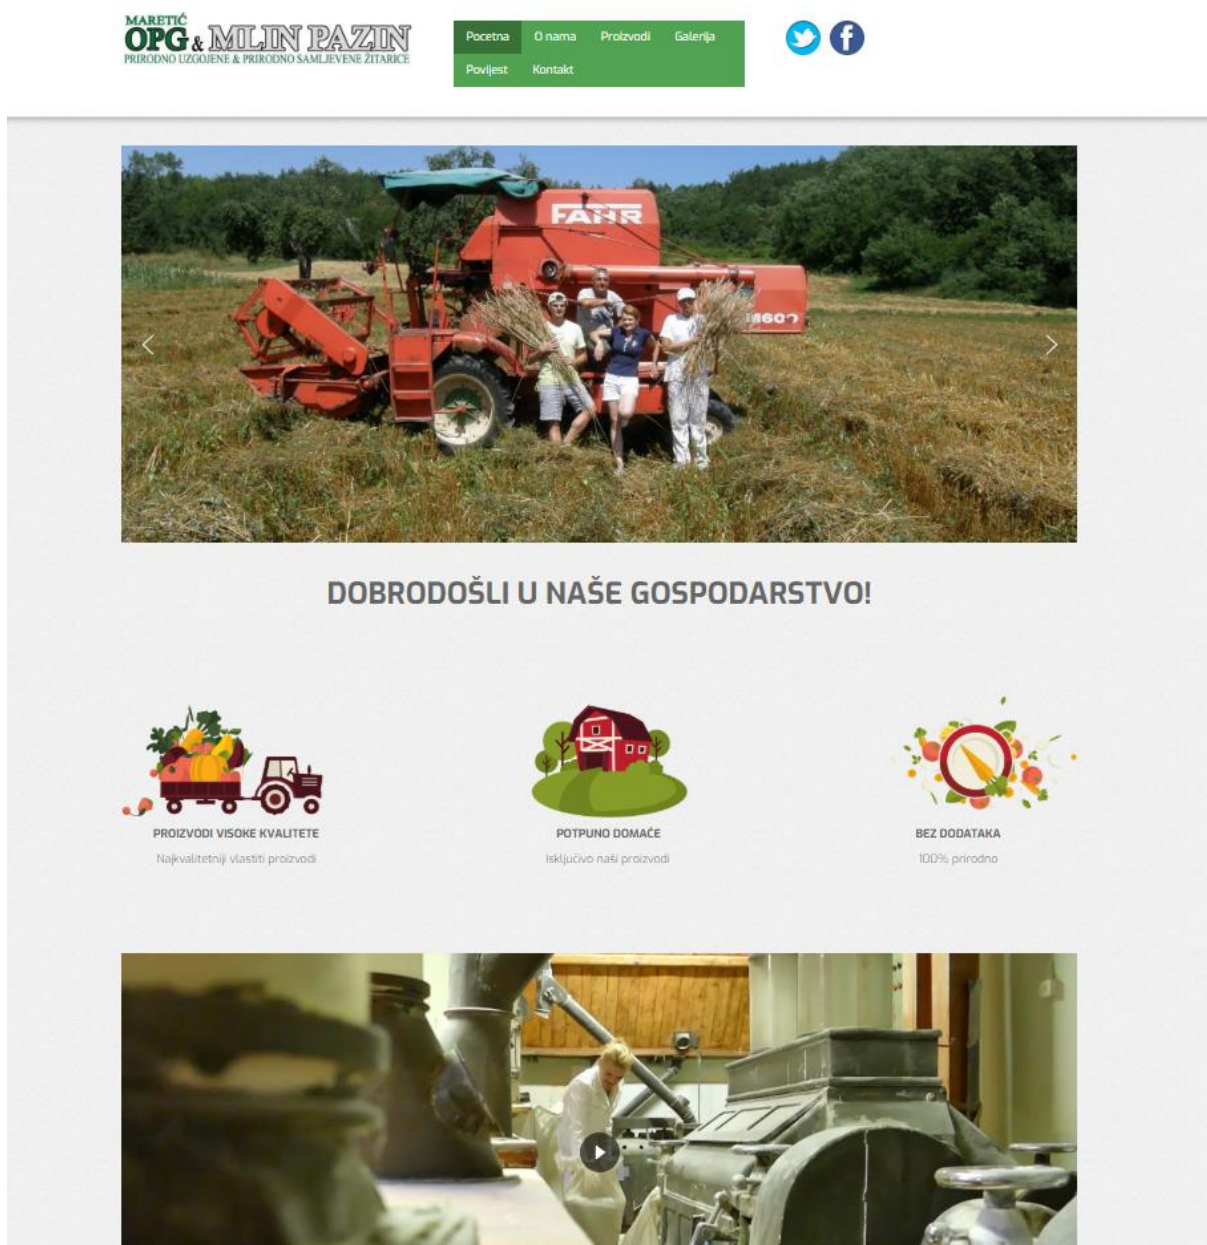 MARETIĆ
OPG & MLIN PAZIN
PRIRODNO UZGOJENE & PRIRODNO SAMLJEVENE ŽITARICE
Pocetna O nama Proizvodi Galerija
Povijest Kontakt
FAHR
M600
DOBRODOŠLI U NAŠE GOSPODARSTVO!
PROIZVODI VISOKE KVALITETE
Najkvalitetniji vlastiti proizvodi
POTPUNO DOMAĆE
Isključivo naši proizvodi
BEZ DODATAKA
100% prirodno